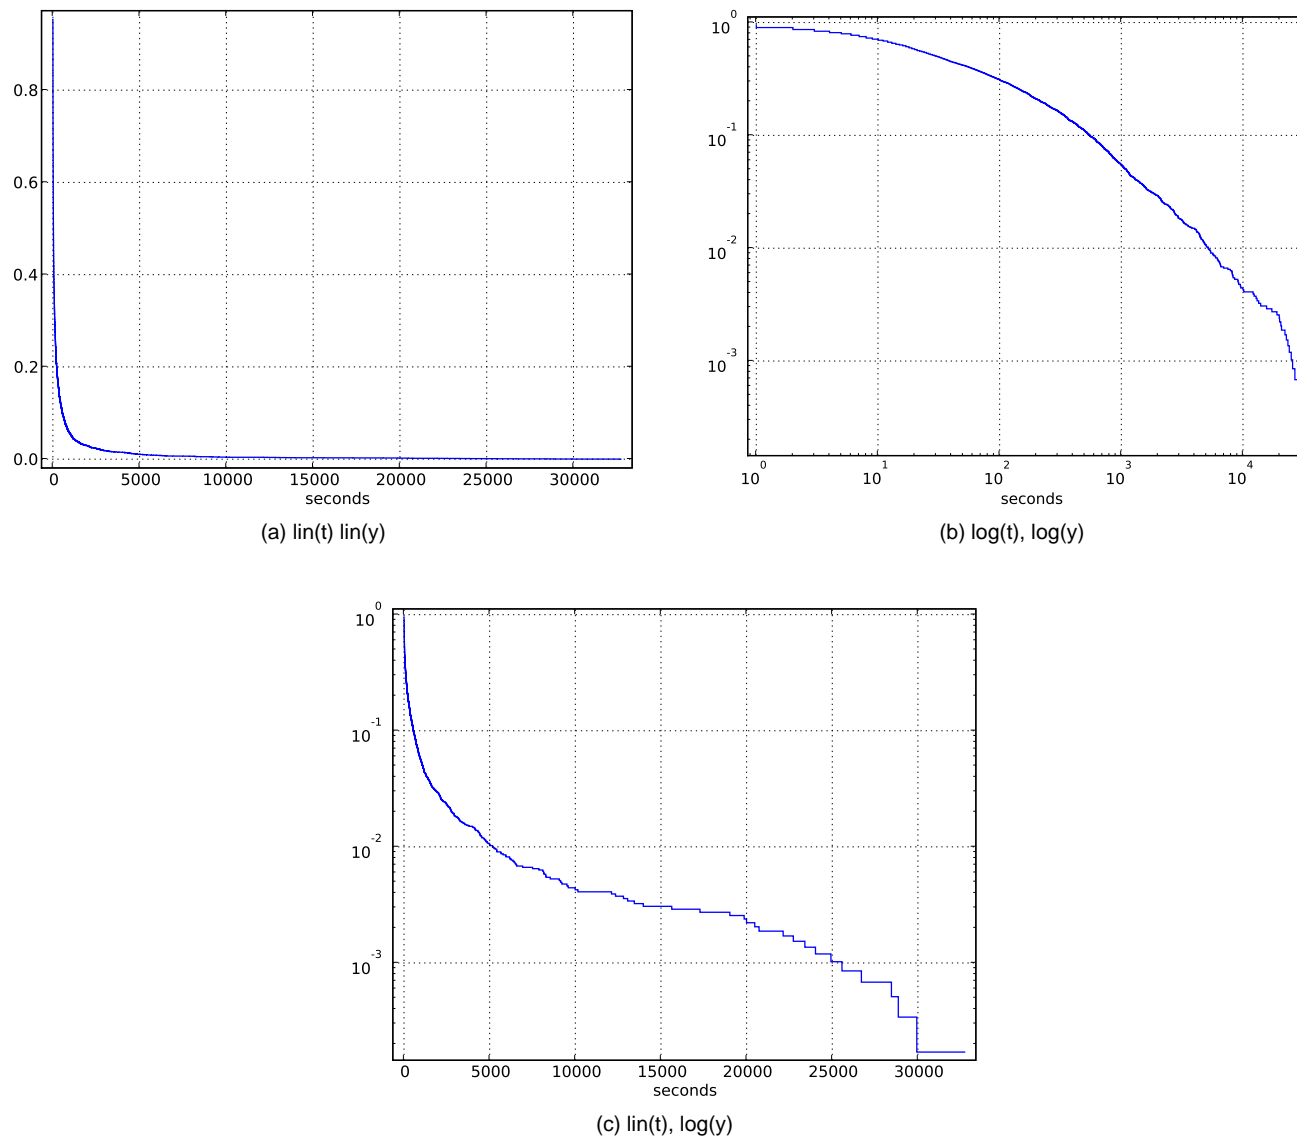 0.8
0.6
0.4
0.2
0.0
0 5000 10000 15000 20000 25000 30000
seconds
(a) lin(t) lin(y)
10^0
10^-1
10^-2
10^-3
10^0 10^1 10^2 10^3 10^4
seconds
(b) log(t), log(y)
10^0
10^-1
10^-2
10^-3
0 5000 10000 15000 20000 25000 30000
seconds
(c) lin(t), log(y)